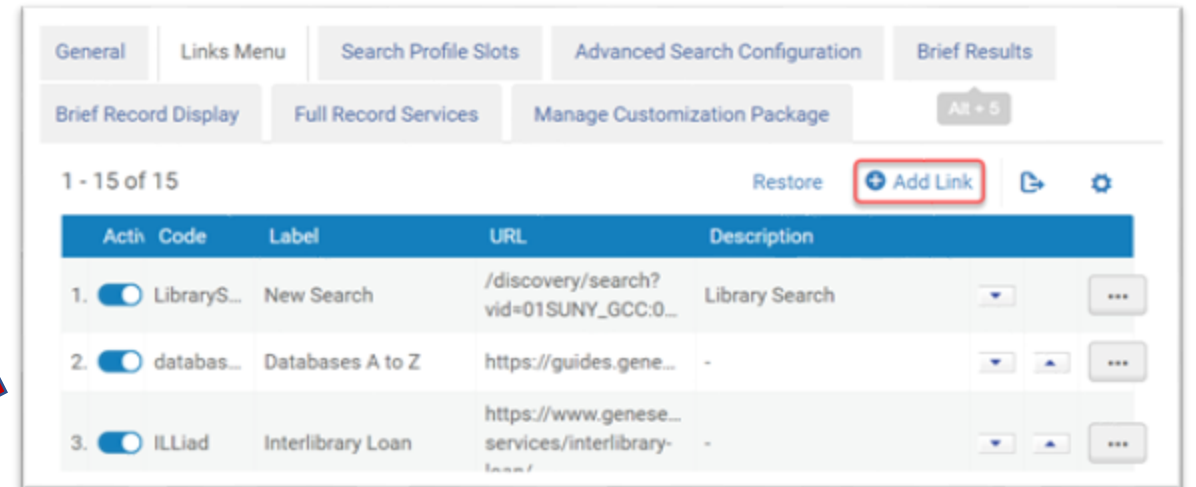 General Links Menu Search Profile Slots Advanced Search Configuration Brief Results
Brief Record Display Full Record Services Manage Customization Package Alt + 5
1 - 15 of 15 Restore Add Link
Activ Code Label URL Description
/discovery/search?
1. LibraryS... New Search Library Search
vid=01SUNY_GCC:0...
2. databas... Databases A to Z https://guides.gene... -
https://www.genese...
3. ILLiad Interlibrary Loan services/interlibrary- -
loan/